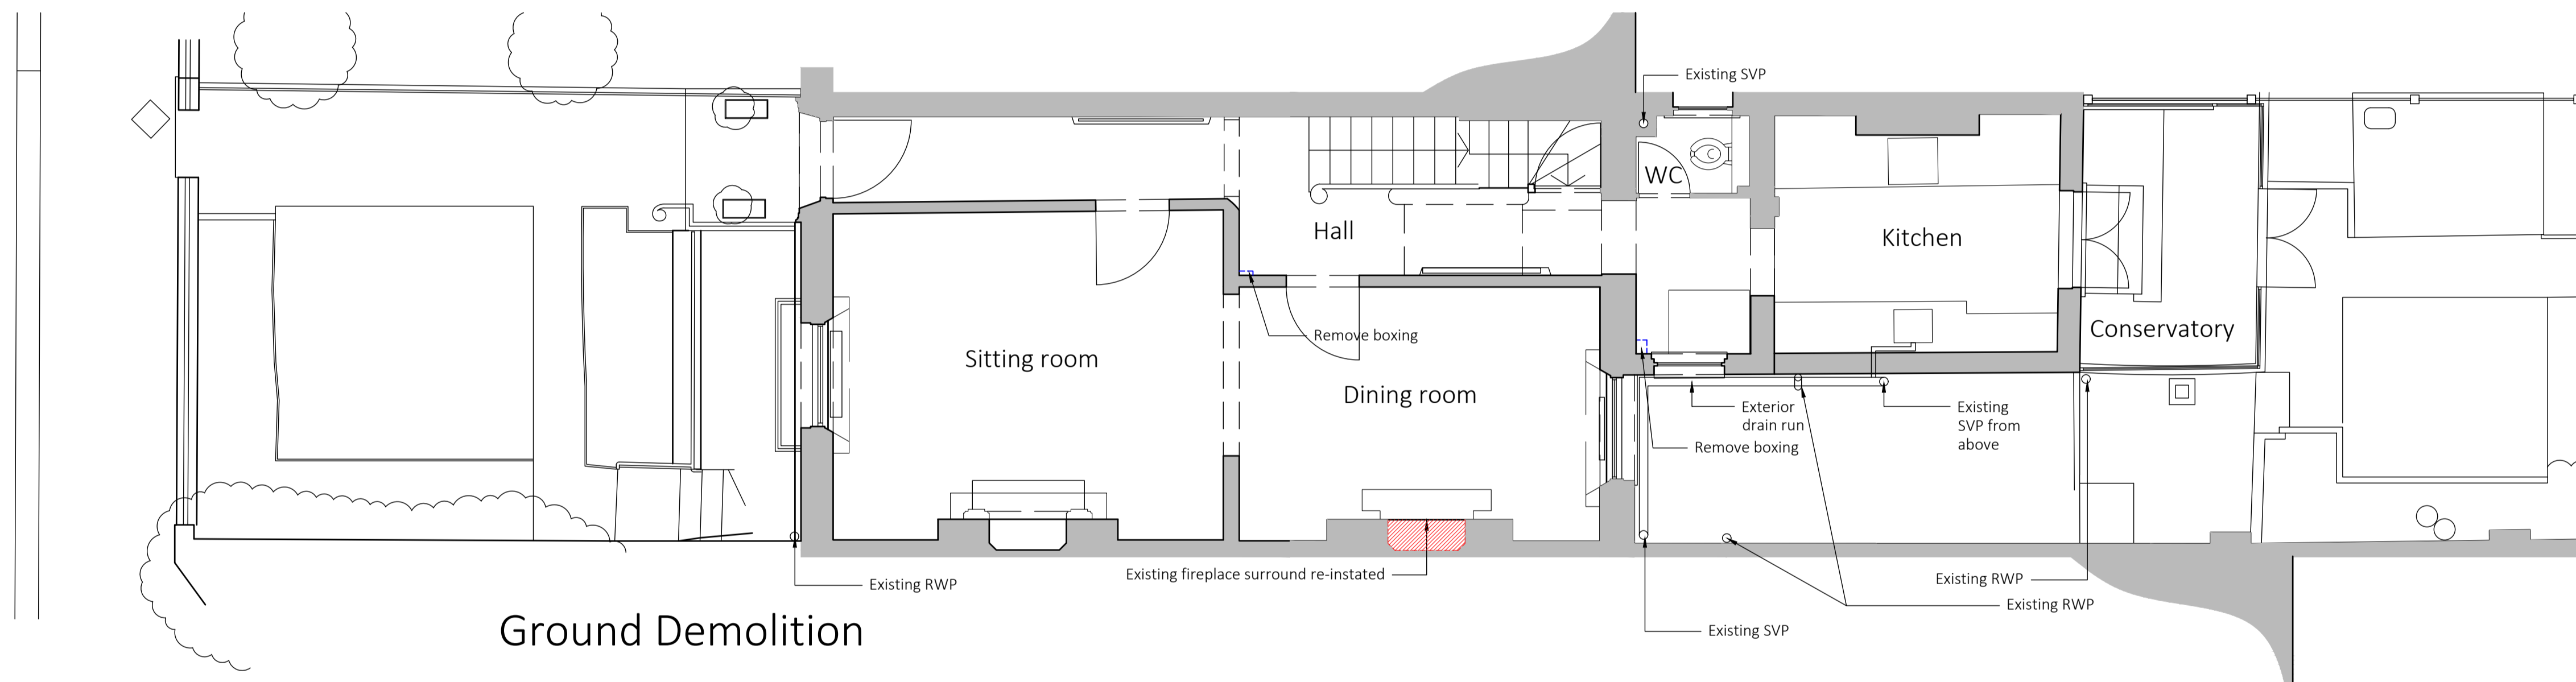 Existing SVP
WC
Hall
Kitchen
Remove boxing
Conservatory
Sitting room
Dining room
Exterior
drain run
Existing
SVP from
above
Remove boxing
Existing fireplace surround re-instated
Existing RWP
Existing RWP
Existing RWP
Existing SVP
Ground Demolition